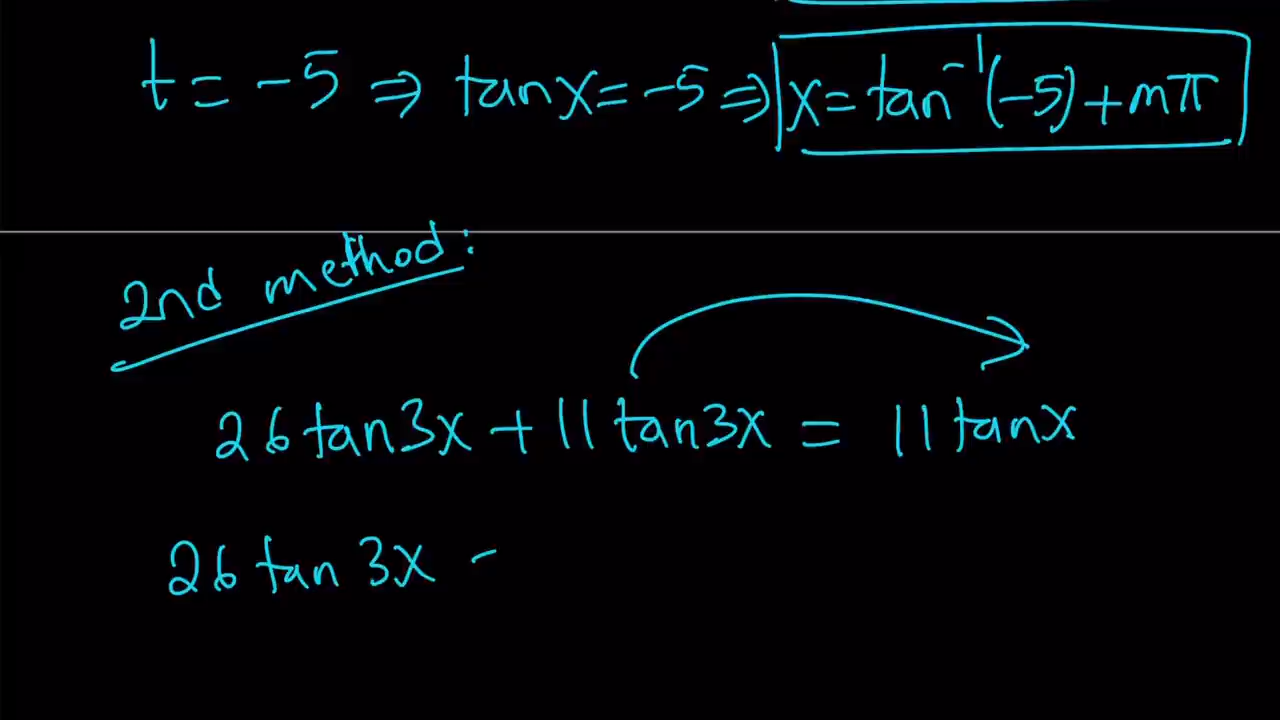 t = -5 ⇒ tanx = -5 ⇒ x = tan⁻¹(-5) + mπ
2nd method:
26 tan3x + 11 tan3x = 11 tanx
26 tan 3x -